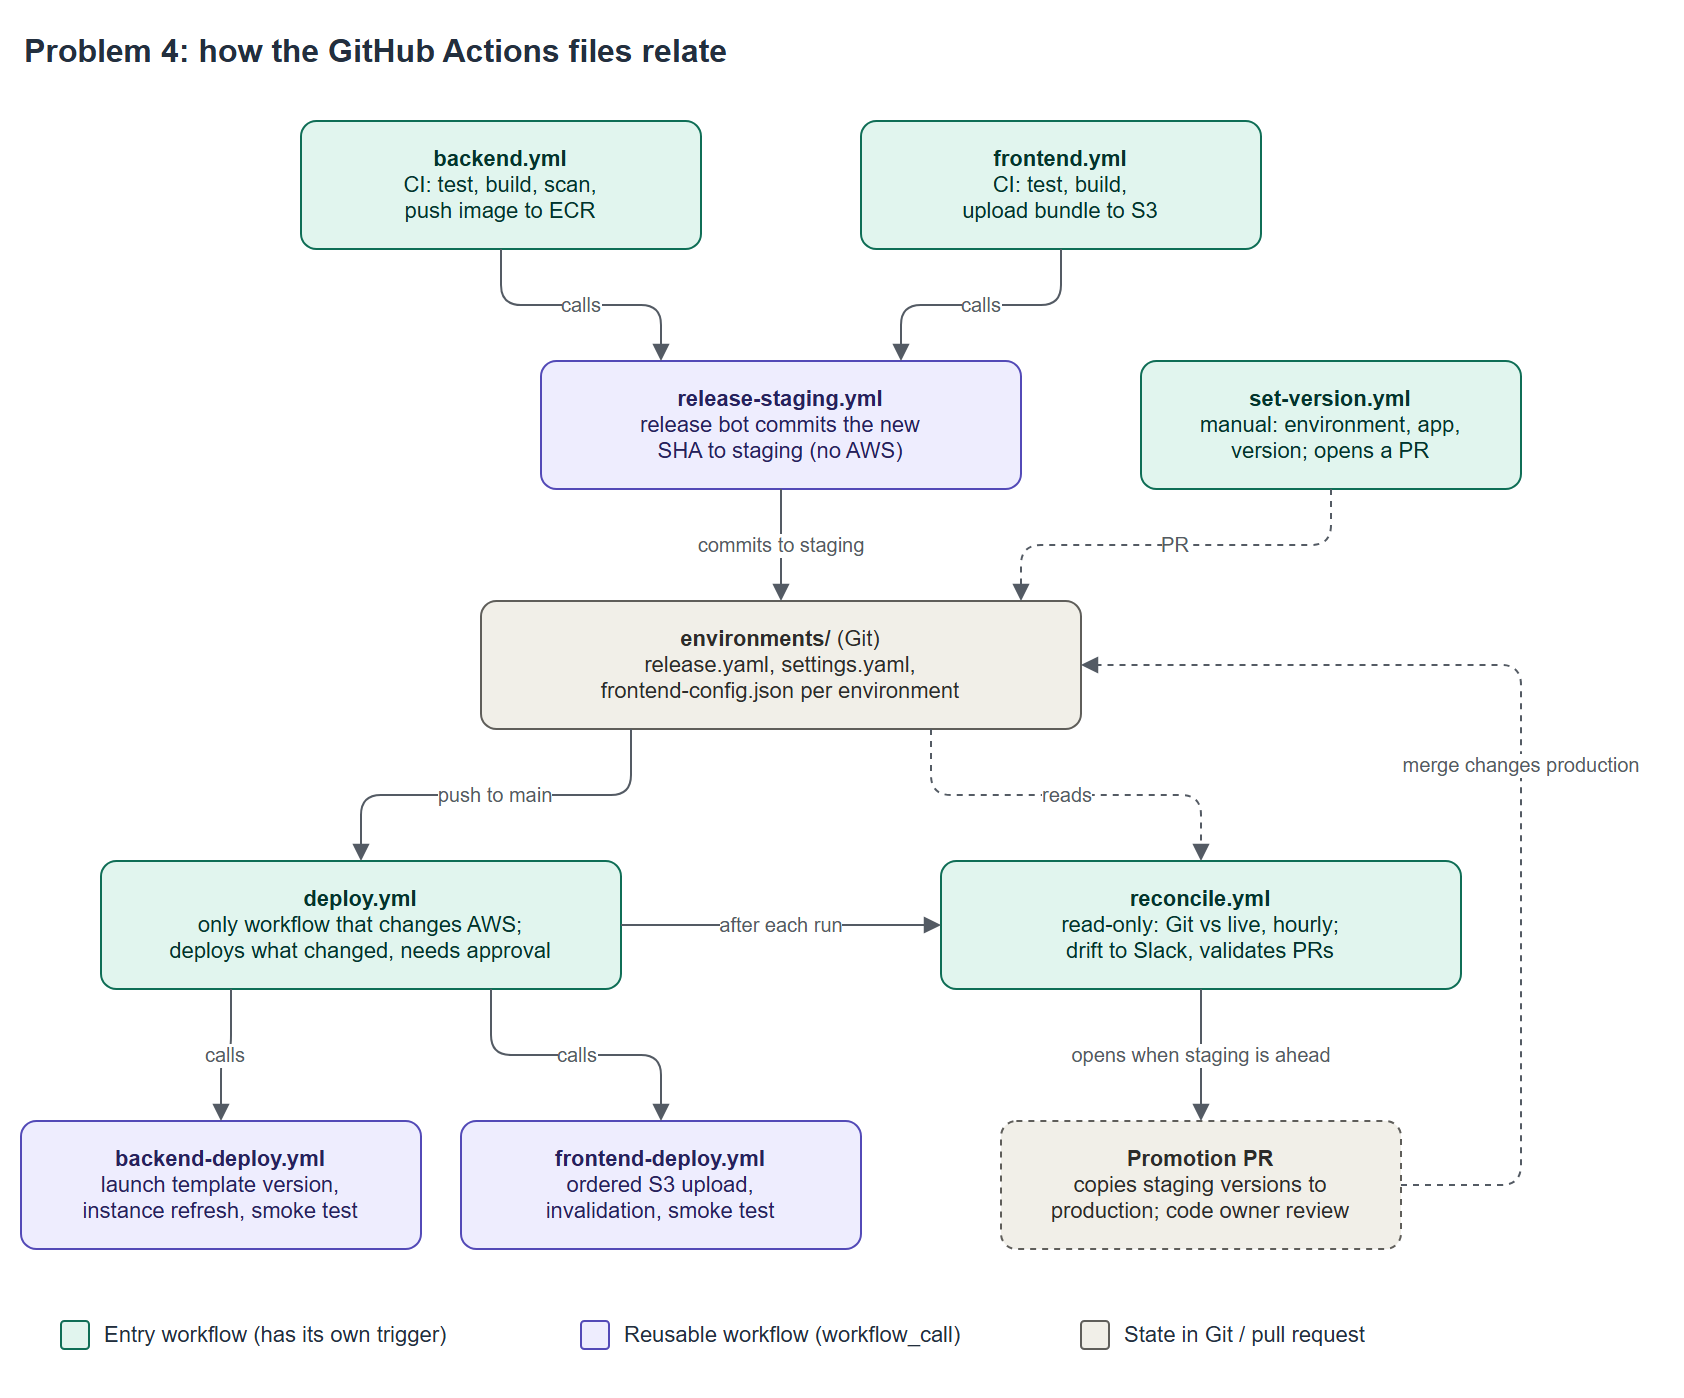 Problem 4: how the GitHub Actions files relate
backend.yml
CI: test, build, scan,
push image to ECR
frontend.yml
CI: test, build,
upload bundle to S3
calls
calls
release-staging.yml
release bot commits the new
SHA to staging (no AWS)
set-version.yml
manual: environment, app,
version; opens a PR
commits to staging
PR
environments/ (Git)
release.yaml, settings.yaml,
frontend-config.json per environment
merge changes production
push to main
reads
deploy.yml
only workflow that changes AWS;
deploys what changed, needs approval
after each run
reconcile.yml
read-only: Git vs live, hourly;
drift to Slack, validates PRs
calls
calls
opens when staging is ahead
backend-deploy.yml
launch template version,
instance refresh, smoke test
frontend-deploy.yml
ordered S3 upload,
invalidation, smoke test
Promotion PR
copies staging versions to
production; code owner review
Entry workflow (has its own trigger)
Reusable workflow (workflow_call)
State in Git / pull request